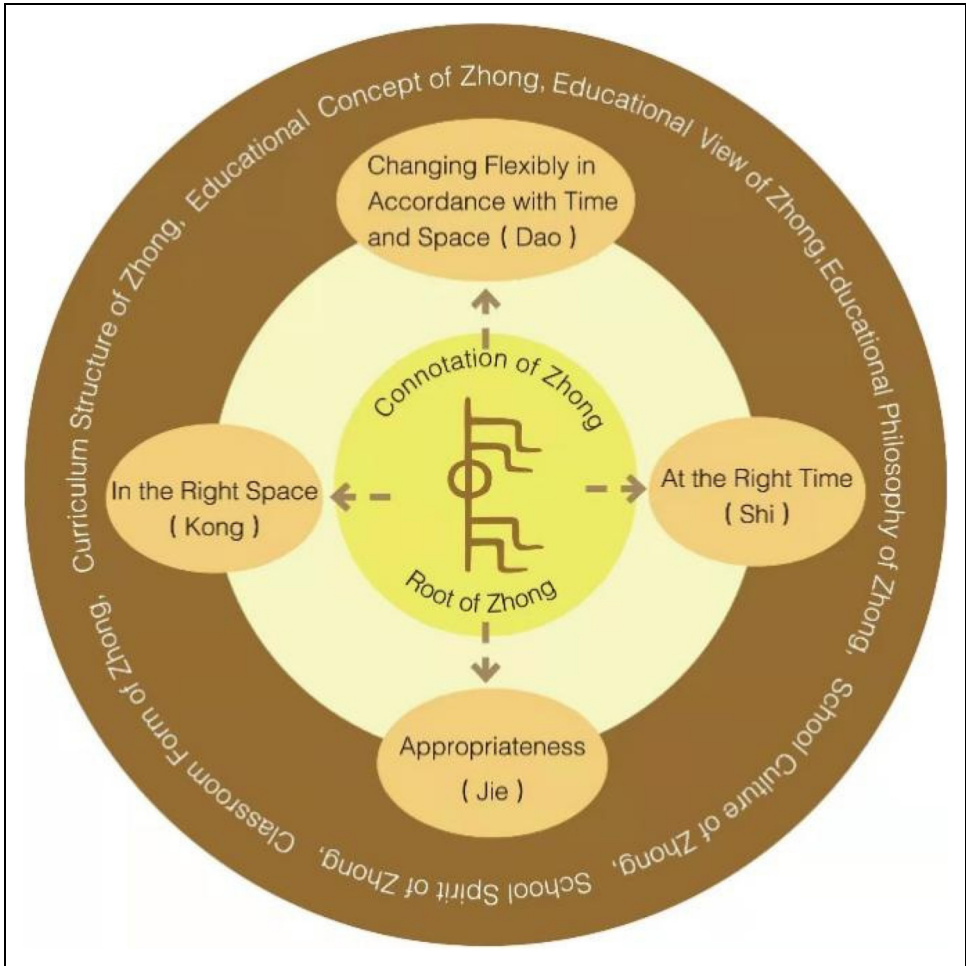 Curriculum Structure of Zhong, Educational Concept of Zhong, Educational View of Zhong, Educational Philosophy of Zhong, School Culture of Zhong, School Spirit of Zhong, Classroom Form of Zhong,
Changing Flexibly in
Accordance with Time
and Space ( Dao )
Connotation of Zhong
In the Right Space
( Kong )
At the Right Time
( Shi )
Root of Zhong
Appropriateness
( Jie )